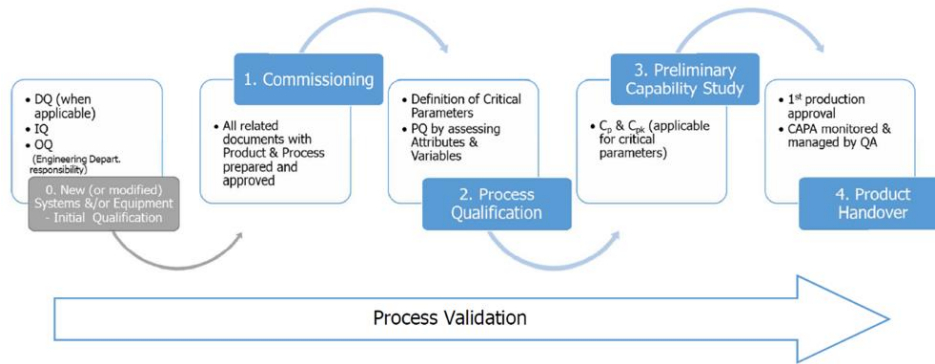 • DQ (when
applicable)
• IQ
• OQ
(Engineering Depart.
responsibility)
0. New (or modified)
Systems &/or Equipment
- Initial Qualification
1. Commissioning
• All related
documents with
Product & Process
prepared and
approved
• Definition of Critical
Parameters
• PQ by assessing
Attributes &
Variables
2. Process
Qualification
3. Preliminary
Capability Study
• Cp & Cpk (applicable
for critical
parameters)
• 1st production
approval
• CAPA monitored &
managed by QA
4. Product
Handover
Process Validation